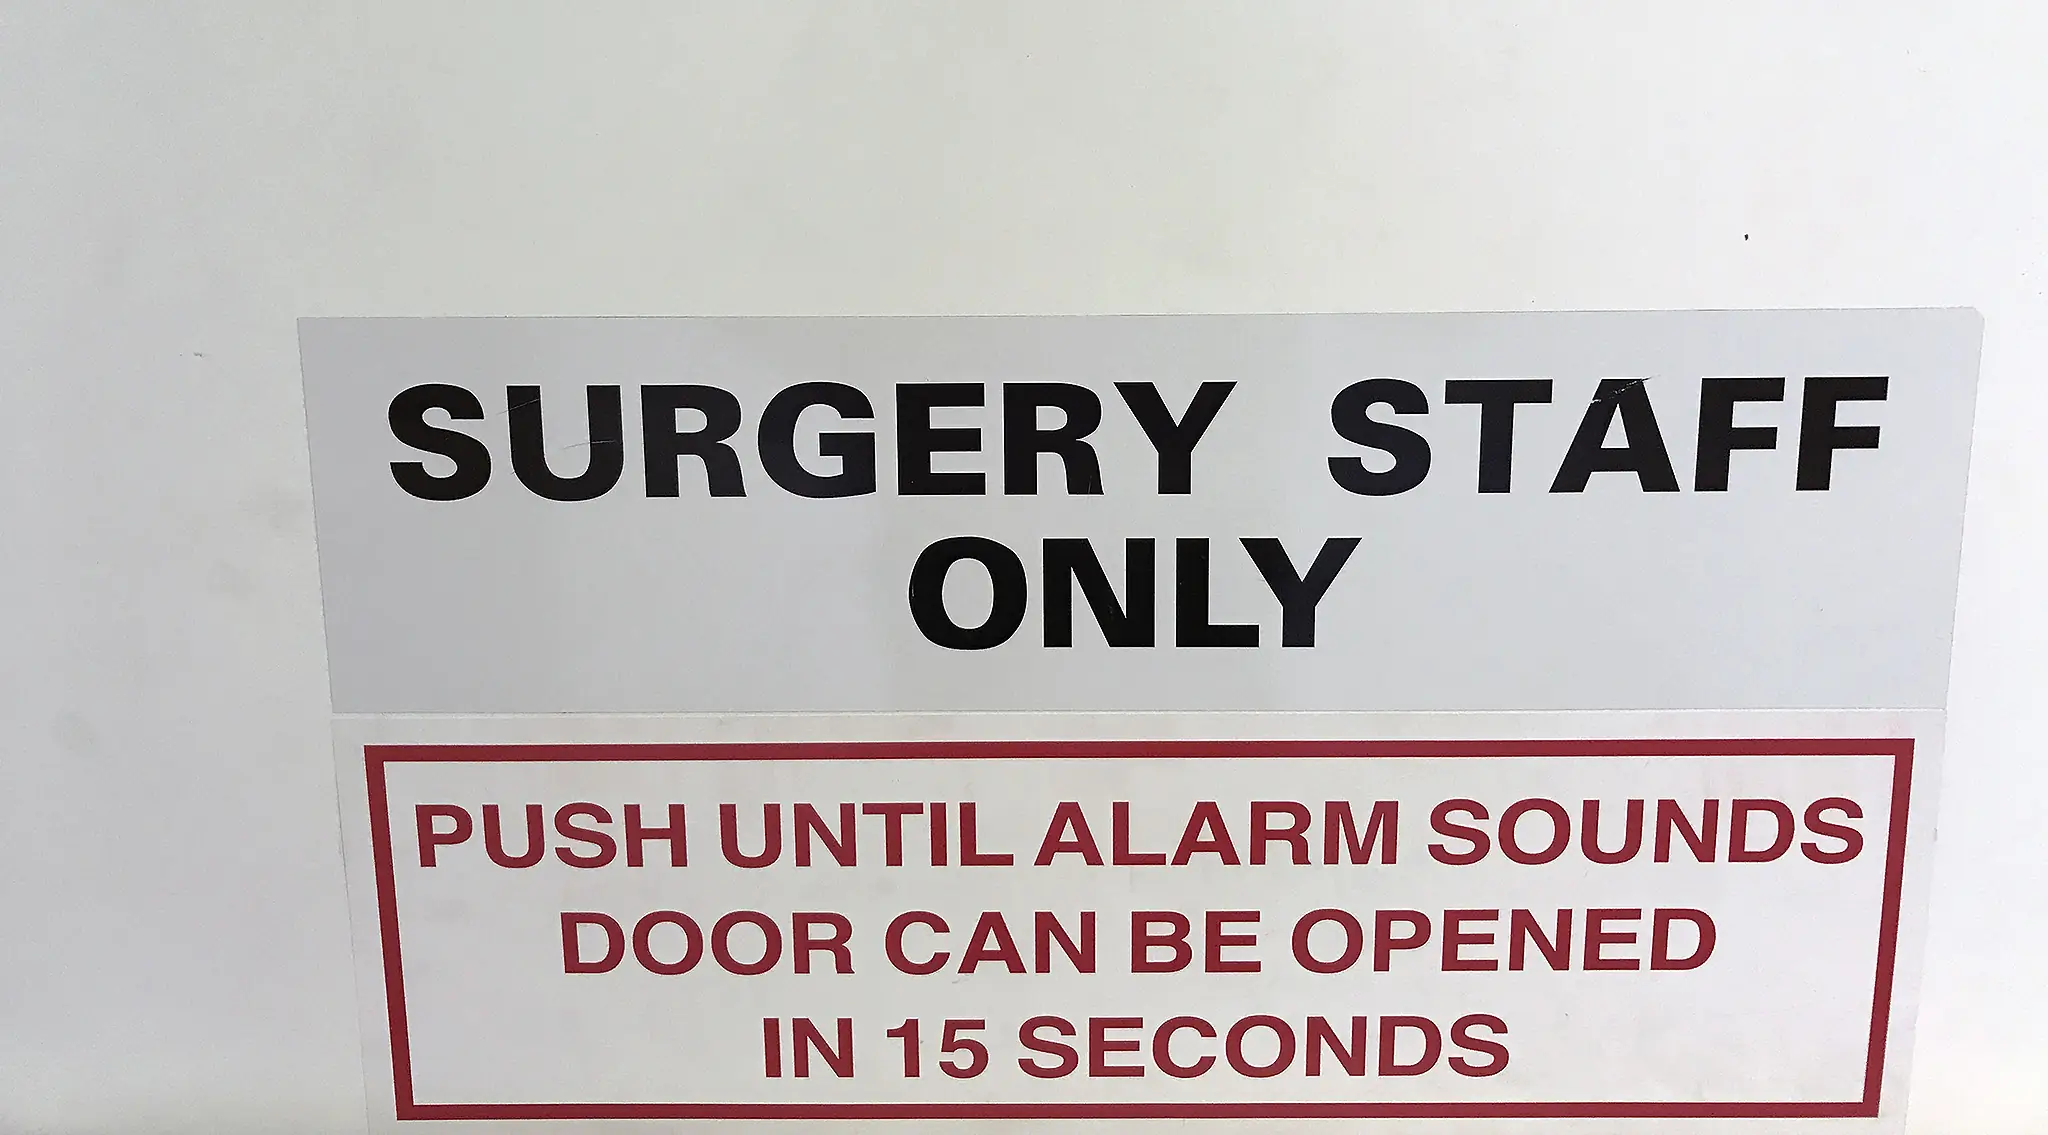 SURGERY STAFF
ONLY
PUSH UNTIL ALARM SOUNDS
DOOR CAN BE OPENED
IN 15 SECONDS